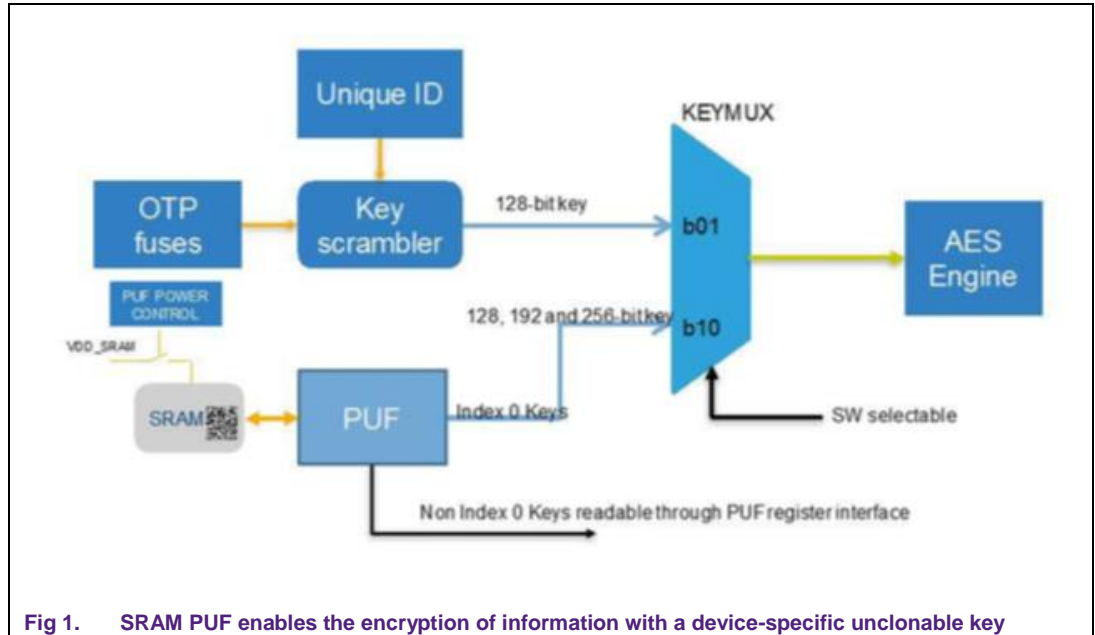 Unique ID
KEYMUX
OTP
fuses
Key
scrambler
128-bit key
b01
AES
Engine
PUF POWER
CONTROL
VDD_SRAM
128, 192 and 256-bit key
b10
SRAM
PUF
Index 0 Keys
SW selectable
Non Index 0 Keys readable through PUF register interface
Fig 1. SRAM PUF enables the encryption of information with a device-specific unclonable key